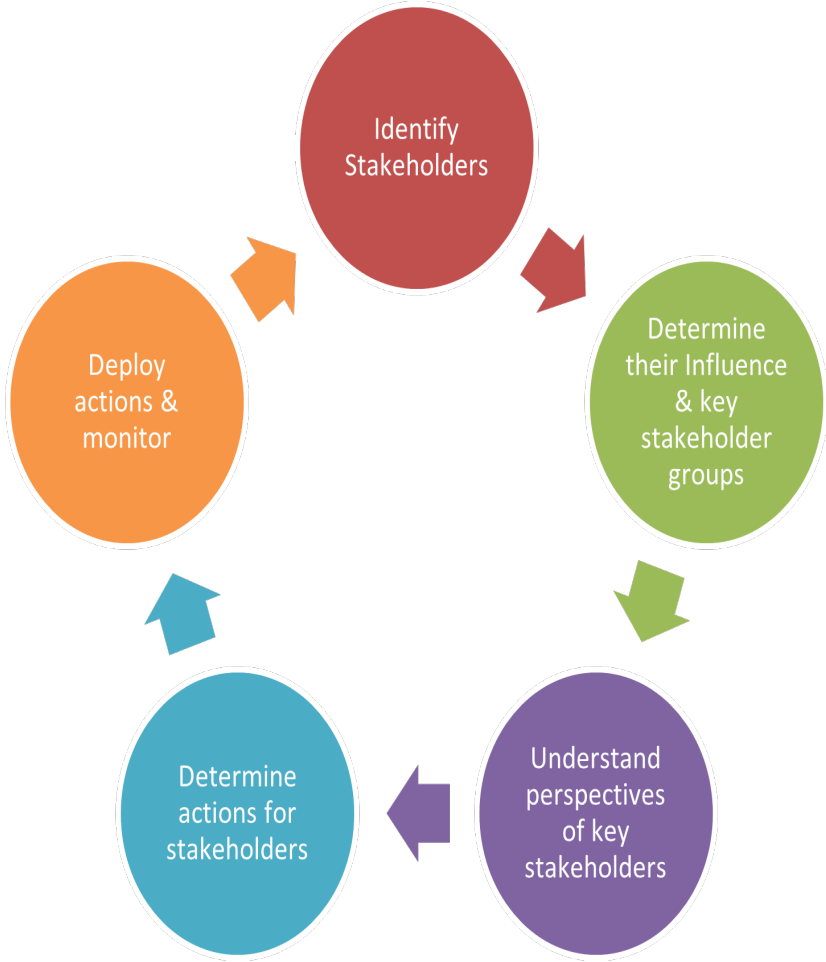 Identify
Stakeholders
Determine
their Influence
& key
stakeholder
groups
Understand
perspectives
of key
stakeholders
Determine
actions for
stakeholders
Deploy
actions &
monitor